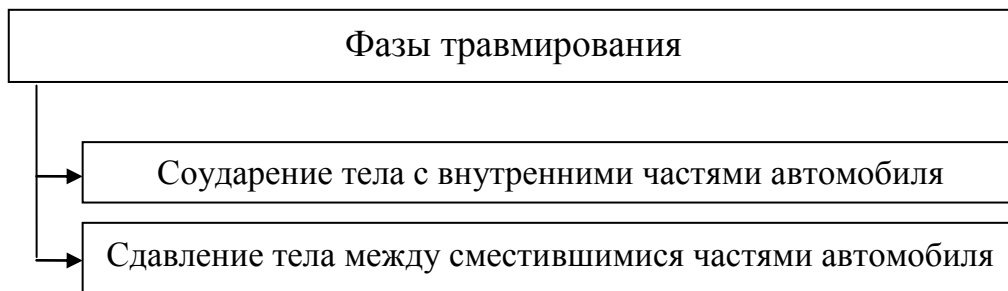 Фазы травмирования
Соударение тела с внутренними частями автомобиля
Сдавление тела между сместившимися частями автомобиля